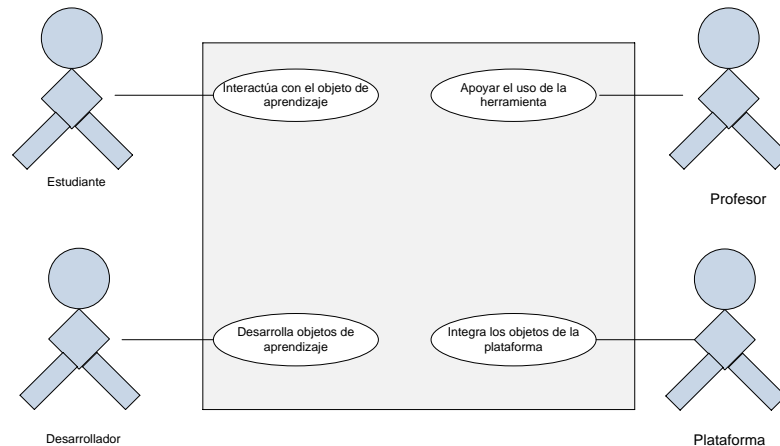 Interactúa con el objeto de
aprendizaje
Apoyar el uso de la
herramienta
Estudiante
Profesor
Desarrolla objetos de
aprendizaje
Integra los objetos de la
plataforma
Desarrollador
Plataforma